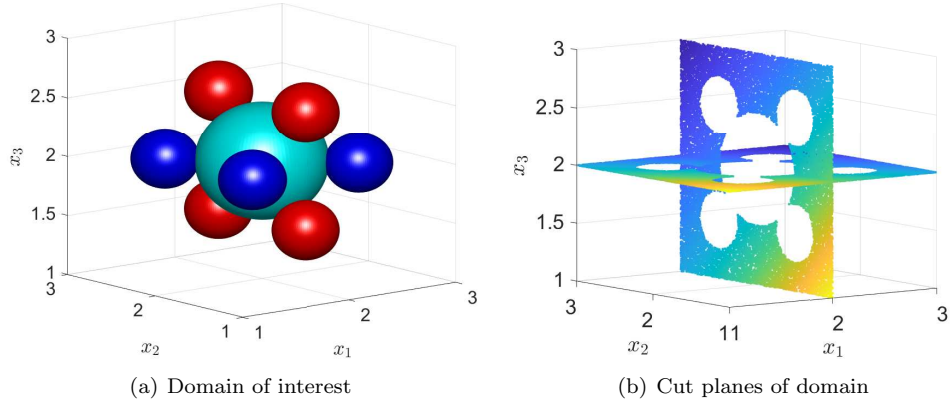 3
2.5
2
1.5
1
x₃
3
2
1
x₂
1
2
3
x₁
(a) Domain of interest
3
2.5
2
1.5
1
x₃
3
2
11
x₂
2
3
x₁
(b) Cut planes of domain